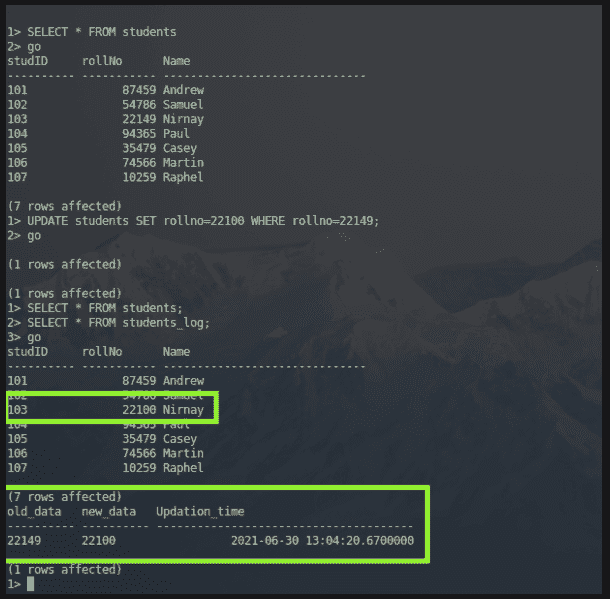 1> SELECT * FROM students
2> go
studID     rollNo      Name
---------- ----------- ------------------------------
101              87459 Andrew
102              54786 Samuel
103              22149 Nirnay
104              94365 Paul
105              35479 Casey
106              74566 Martin
107              10259 Raphel
(7 rows affected)
1> UPDATE students SET rollno=22100 WHERE rollno=22149;
2> go
(1 rows affected)
(1 rows affected)
1> SELECT * FROM students;
2> SELECT * FROM students_log;
3> go
studID     rollNo      Name
---------- ----------- ------------------------------
101              87459 Andrew
102              54786 Samuel
103              22100 Nirnay
104              94365 Paul
105              35479 Casey
106              74566 Martin
107              10259 Raphel
(7 rows affected)
old_data   new_data   Updation_time
---------- ---------- --------------------------------------
22149      22100                 2021-06-30 13:04:20.6700000
(1 rows affected)
1>